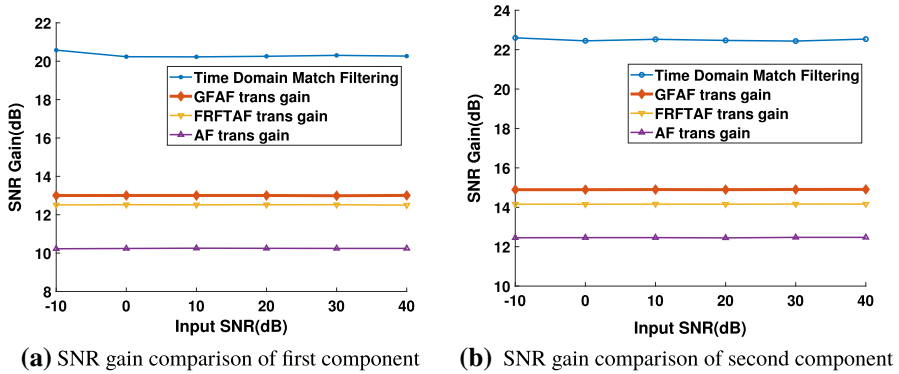 22
20
18
16
14
12
10
8
SNR Gain(dB)
Time Domain Match Filtering
GFAF trans gain
FRFTAF trans gain
AF trans gain
-10 0 10 20 30 40
Input SNR(dB)
(a) SNR gain comparison of first component
24
22
20
18
16
14
12
10
SNR Gain(dB)
Time Domain Match Filtering
GFAF trans gain
FRFTAF trans gain
AF trans gain
-10 0 10 20 30 40
Input SNR(dB)
(b) SNR gain comparison of second component